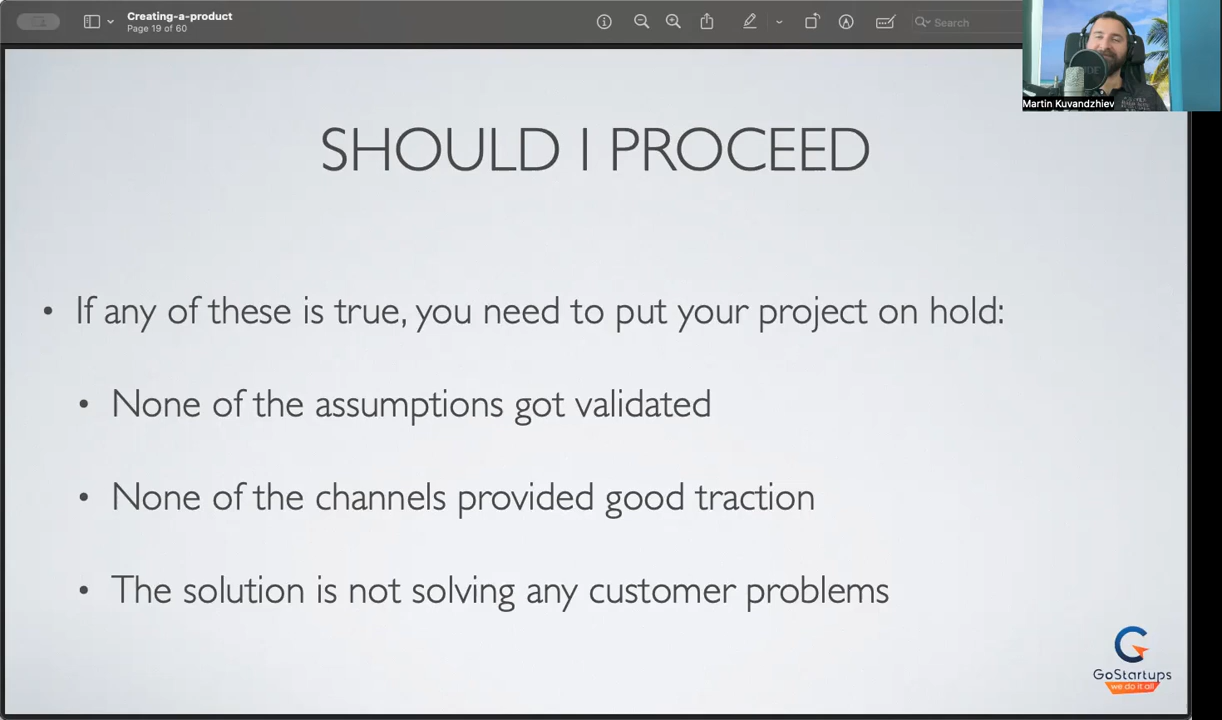 Creating-a-product
Page 19 of 60
Search
Martin Kuvandzhiev
SHOULD I PROCEED
• If any of these is true, you need to put your project on hold:
• None of the assumptions got validated
• None of the channels provided good traction
• The solution is not solving any customer problems
GoStartups
we do it all